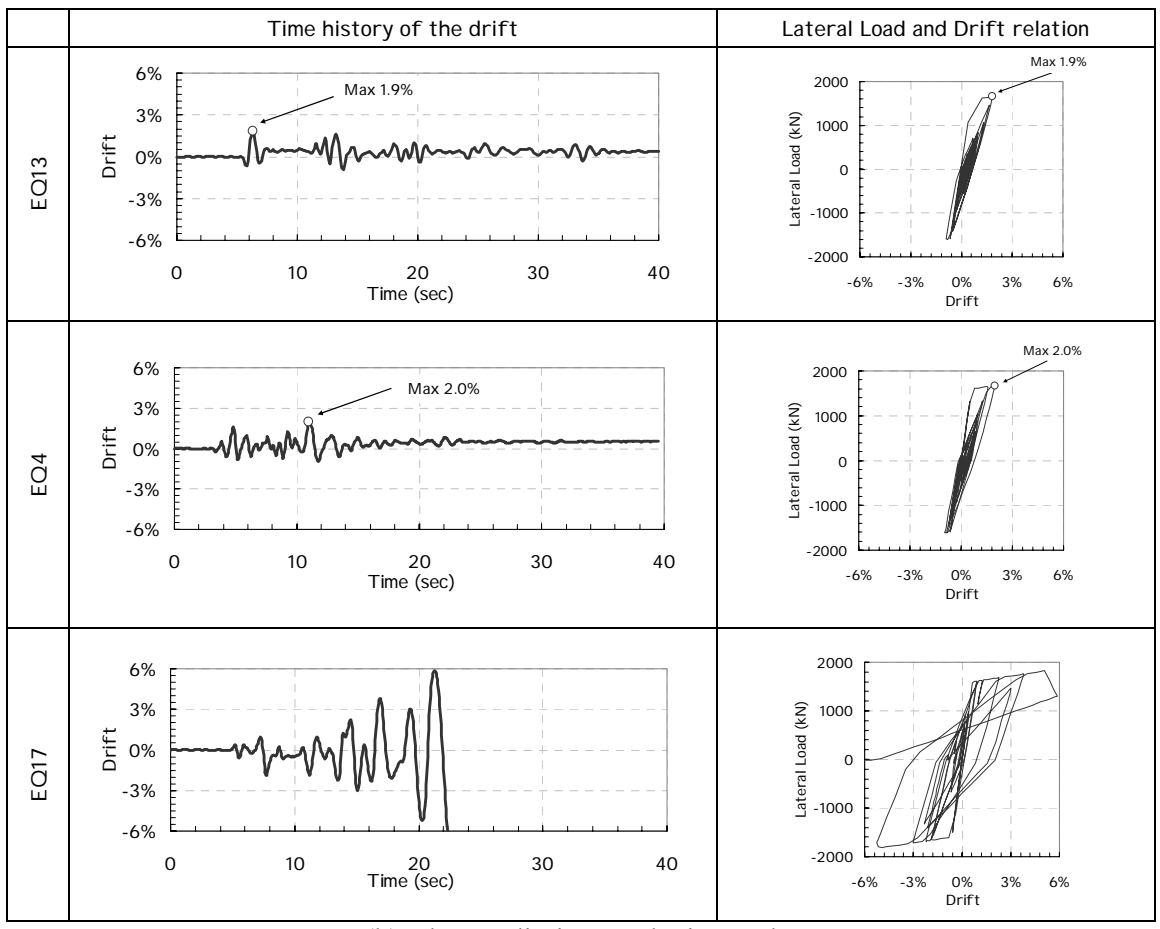 Time history of the drift
Lateral Load and Drift relation
EQ13
6%
3%
0%
-3%
-6%
Drift
Max 1.9%
0 10 20 30 40
Time (sec)
Max 1.9%
2000
1000
0
-1000
-2000
Lateral Load (kN)
-6% -3% 0% 3% 6%
Drift
EQ4
6%
3%
0%
-3%
-6%
Drift
Max 2.0%
0 10 20 30 40
Time (sec)
Max 2.0%
2000
1000
0
-1000
-2000
Lateral Load (kN)
-6% -3% 0% 3% 6%
Drift
EQ17
6%
3%
0%
-3%
-6%
Drift
0 10 20 30 40
Time (sec)
2000
1000
0
-1000
-2000
Lateral Load (kN)
-6% -3% 0% 3% 6%
Drift